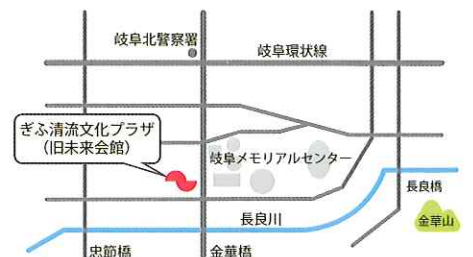 岐阜北警察署
岐阜環状線
ぎふ清流文化プラザ
(旧未来会館)
岐阜メモリアルセンター
長良橋
長良川
金華山
忠節橋
金華橋